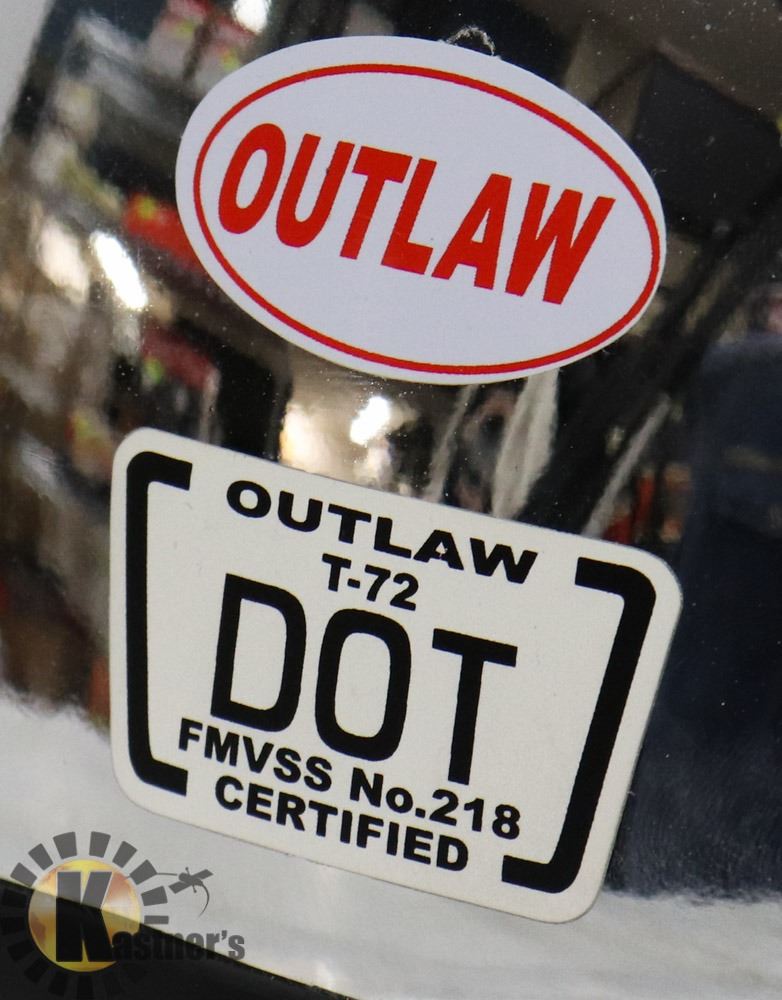 OUTLAW
OUTLAW
T-72
DOT
FMVSS No.218
CERTIFIED
Kastner's